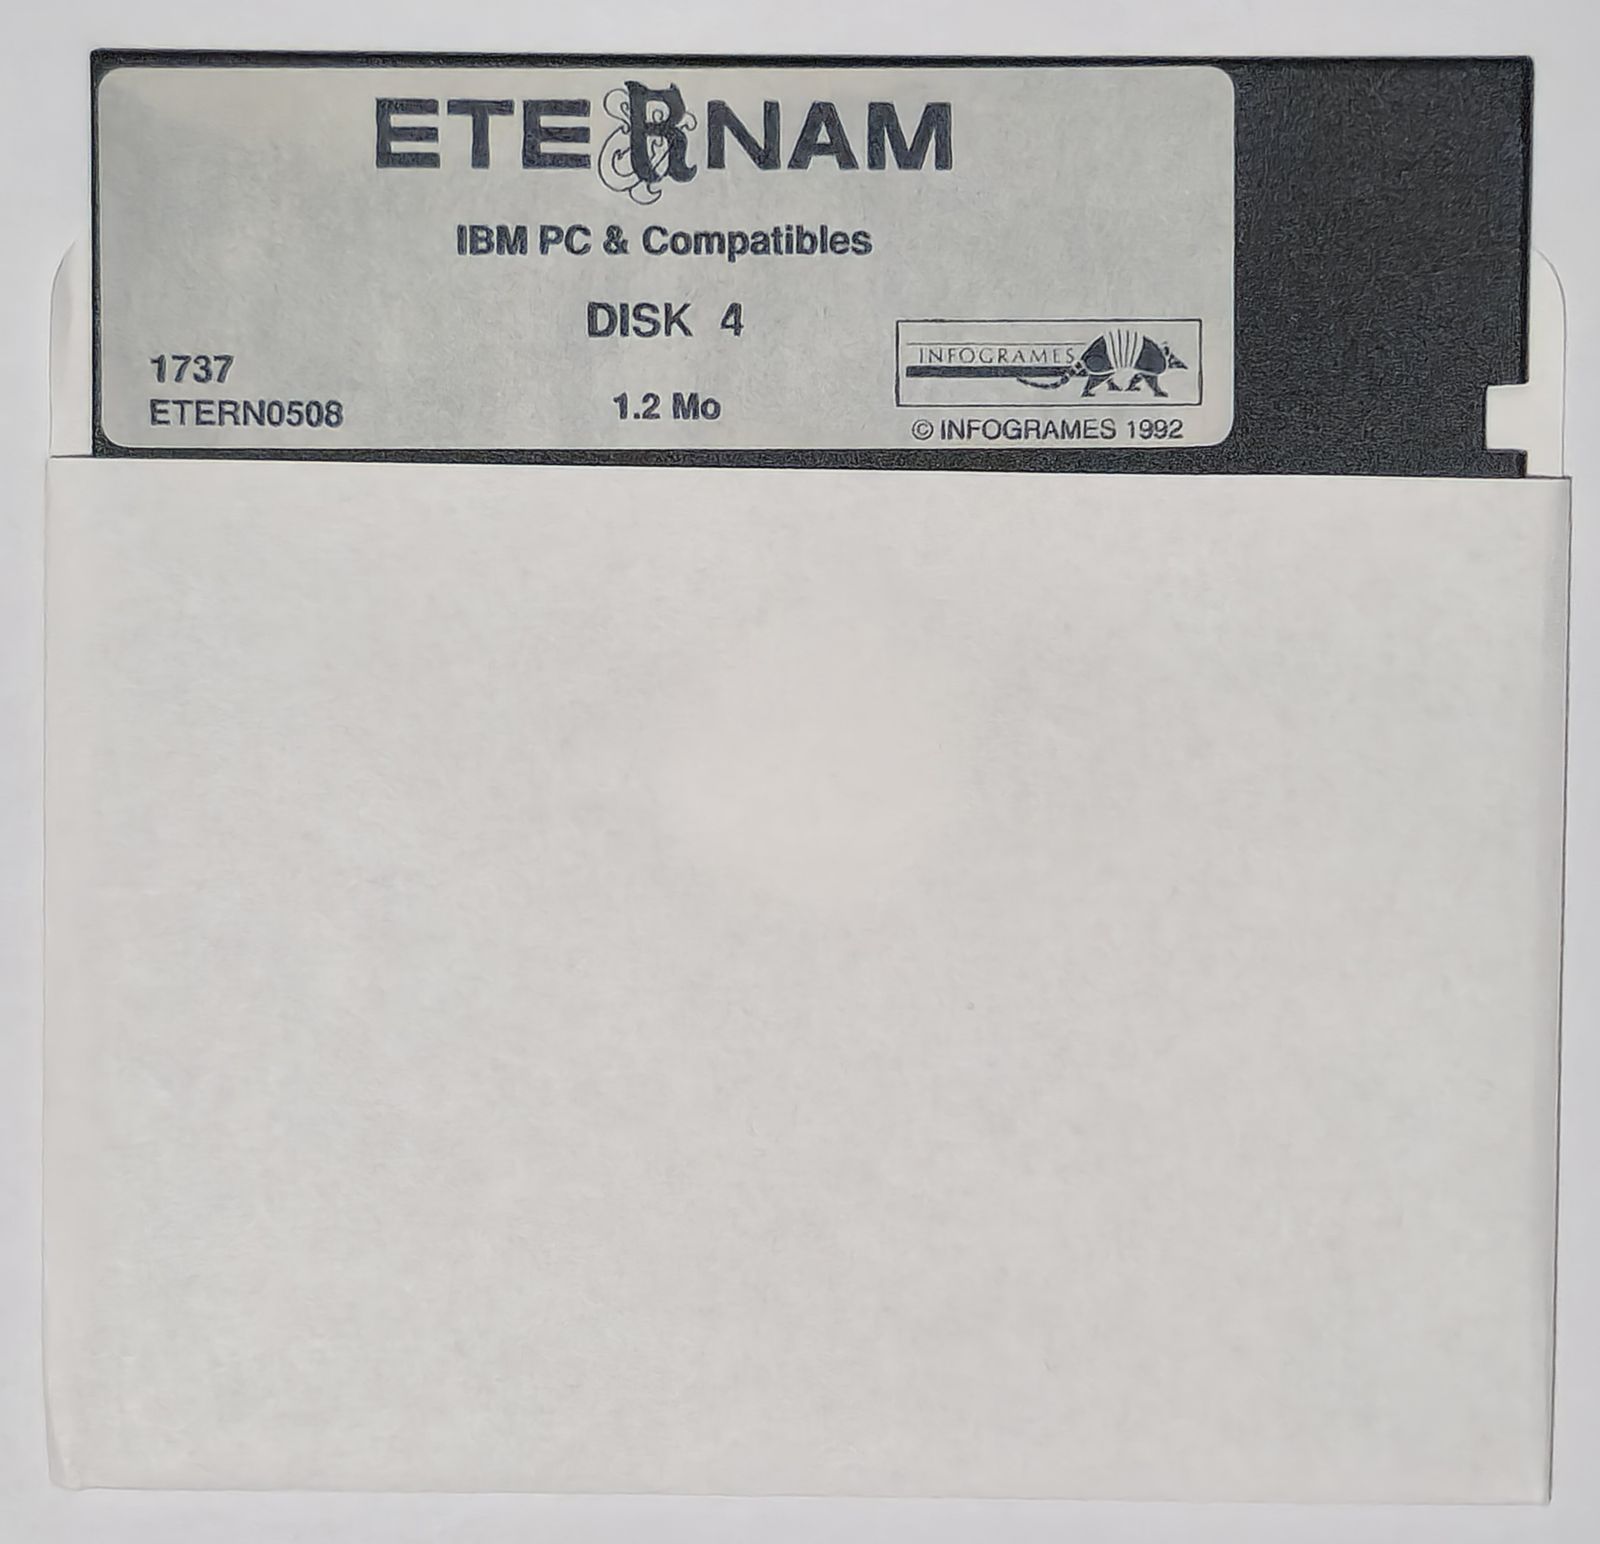 ETERNAM
IBM PC & Compatibles
DISK 4
1737
ETERN0508
1.2 Mo
INFOGRAMES
© INFOGRAMES 1992